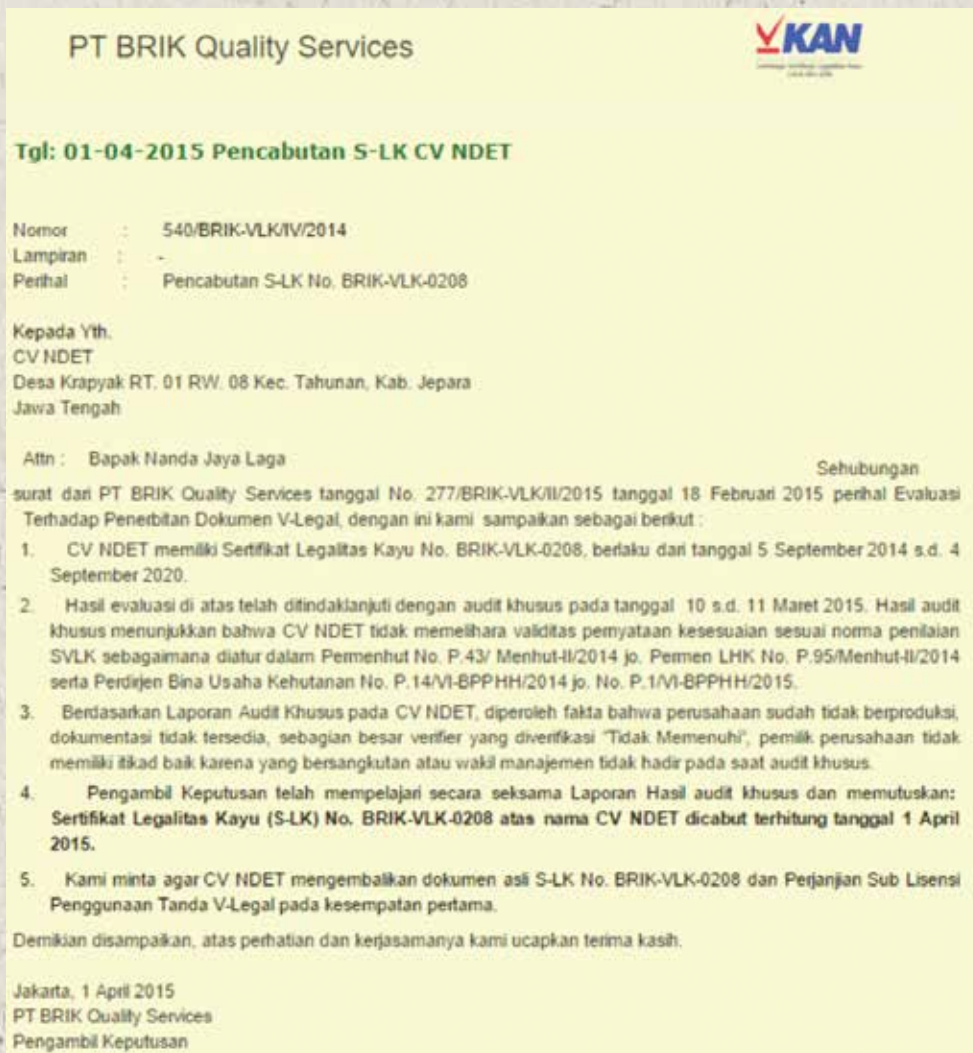 PT BRIK Quality Services
KAN
Tgl: 01-04-2015 Pencabutan S-LK CV NDET
Nomor : 540/BRIK-VLK/IV/2014
Lampiran : -
Perihal : Pencabutan S-LK No. BRIK-VLK-0208
Kepada Yth.
CV NDET
Desa Krapyak RT. 01 RW. 08 Kec. Tahunan, Kab. Jepara
Jawa Tengah
Attn : Bapak Nanda Jaya Laga
Sehubungan
surat dari PT BRIK Quality Services tanggal No. 277/BRIK-VLK/II/2015 tanggal 18 Februari 2015 perihal Evaluasi
Terhadap Penerbitan Dokumen V-Legal, dengan ini kami sampaikan sebagai berikut :
1. CV NDET memiliki Sertifikat Legalitas Kayu No. BRIK-VLK-0208, berlaku dari tanggal 5 September 2014 s.d. 4
September 2020.
2. Hasil evaluasi di atas telah ditindaklanjuti dengan audit khusus pada tanggal 10 s.d. 11 Maret 2015. Hasil audit
khusus menunjukkan bahwa CV NDET tidak memelihara validitas pernyataan kesesuaian sesuai norma penilaian
SVLK sebagaimana diatur dalam Permenhut No. P.43/ Menhut-II/2014 jo. Permen LHK No. P.95/Menhut-II/2014
serta Perdirjen Bina Usaha Kehutanan No. P.14/VI-BPPHH/2014 jo. No. P.1/VI-BPPHH/2015.
3. Berdasarkan Laporan Audit Khusus pada CV NDET, diperoleh fakta bahwa perusahaan sudah tidak berproduksi,
dokumentasi tidak tersedia, sebagian besar verifier yang diverifikasi "Tidak Memenuhi", pemilik perusahaan tidak
memiliki itikad baik karena yang bersangkutan atau wakil manajemen tidak hadir pada saat audit khusus.
4. Pengambil Keputusan telah mempelajari secara seksama Laporan Hasil audit khusus dan memutuskan:
Sertifikat Legalitas Kayu (S-LK) No. BRIK-VLK-0208 atas nama CV NDET dicabut terhitung tanggal 1 April
2015.
5. Kami minta agar CV NDET mengembalikan dokumen asli S-LK No. BRIK-VLK-0208 dan Perjanjian Sub Lisensi
Penggunaan Tanda V-Legal pada kesempatan pertama.
Demikian disampaikan, atas perhatian dan kerjasamanya kami ucapkan terima kasih.
Jakarta, 1 April 2015
PT BRIK Quality Services
Pengambil Keputusan